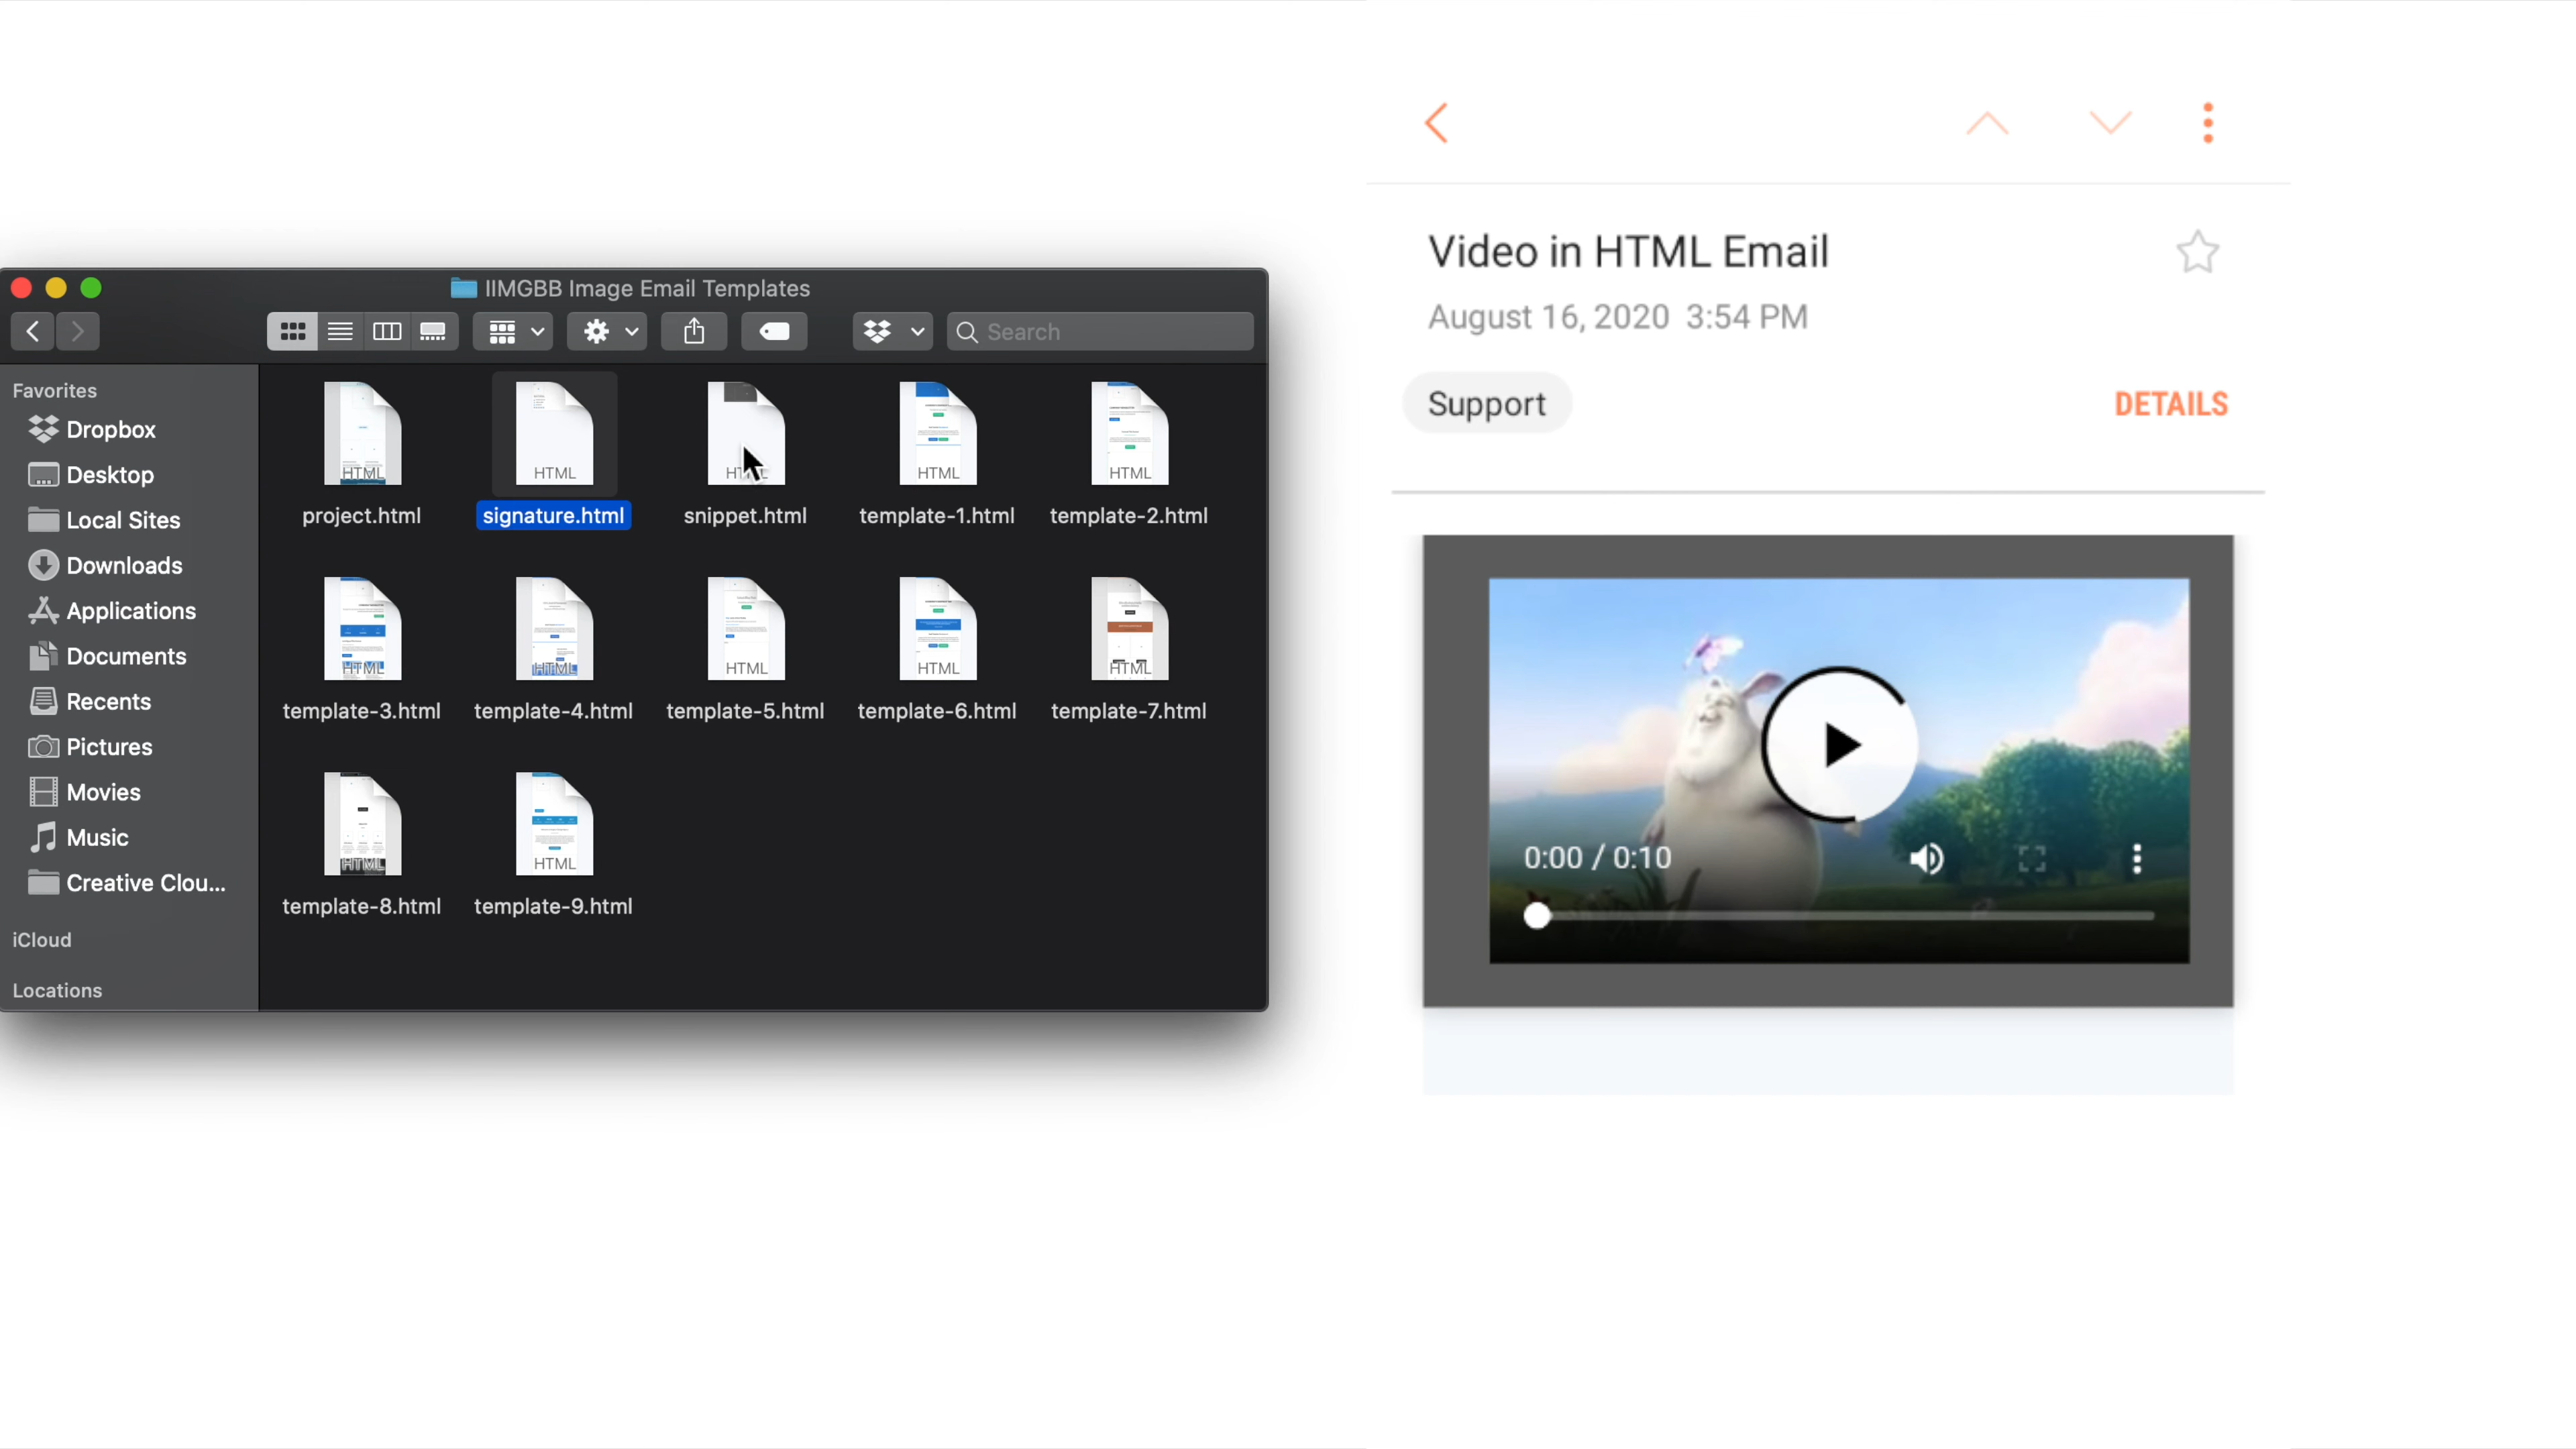 IIMGBB Image Email Templates
Search
Favorites
Dropbox
Desktop
Local Sites
Downloads
Applications
Documents
Recents
Pictures
Movies
Music
Creative Clou...
iCloud
Locations
HTML
HTML
HTML
HTML
project.html
signature.html
snippet.html
template-1.html
template-2.html
HTML
HTML
HTML
HTML
HTML
template-3.html
template-4.html
template-5.html
template-6.html
template-7.html
HTML
HTML
template-8.html
template-9.html
Video in HTML Email
August 16, 2020 3:54 PM
Support
DETAILS
0:00 / 0:10